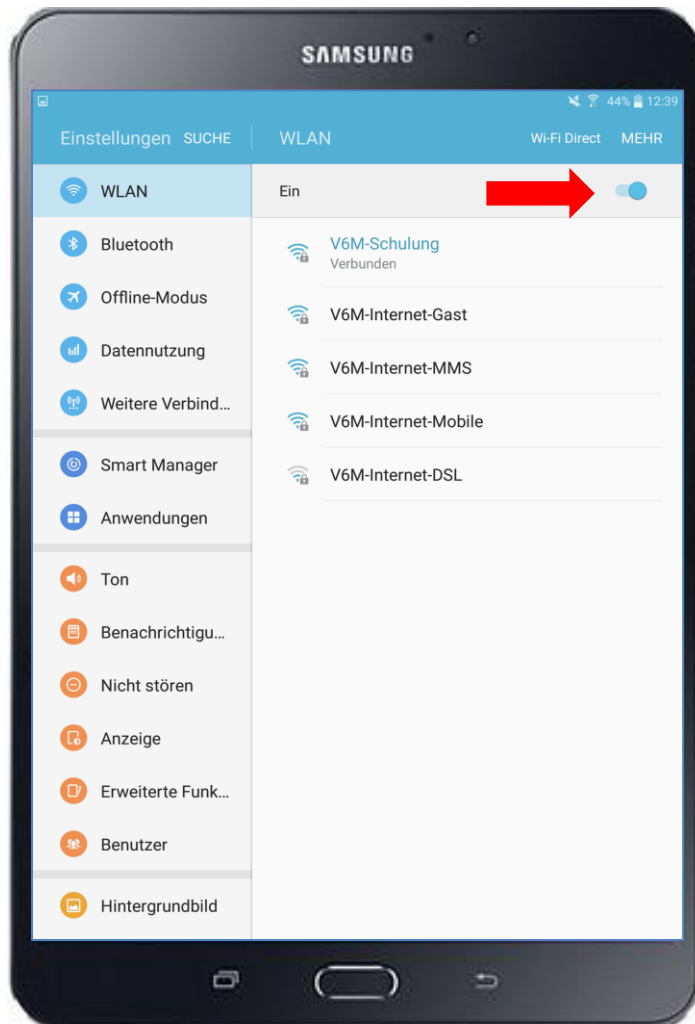 SAMSUNG
44% 12:39
Einstellungen SUCHE
WLAN
Wi-Fi Direct MEHR
WLAN
Bluetooth
Offline-Modus
Datennutzung
Weitere Verbind...
Smart Manager
Anwendungen
Ton
Benachrichtigu...
Nicht stören
Anzeige
Erweiterte Funk...
Benutzer
Hintergrundbild
Ein
V6M-Schulung
Verbunden
V6M-Internet-Gast
V6M-Internet-MMS
V6M-Internet-Mobile
V6M-Internet-DSL